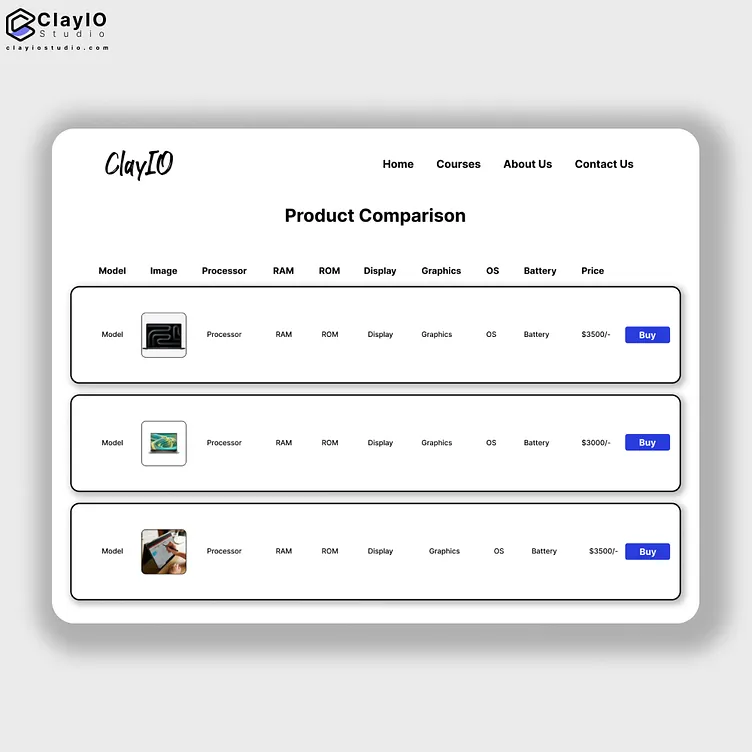 ClayIO
Studio
clayiostudio.com
ClayIO Home Courses About Us Contact Us
Product Comparison
Model Image Processor RAM ROM Display Graphics OS Battery Price
Model Processor RAM ROM Display Graphics OS Battery $3500/- Buy
Model Processor RAM ROM Display Graphics OS Battery $3000/- Buy
Model Processor RAM ROM Display Graphics OS Battery $3500/- Buy